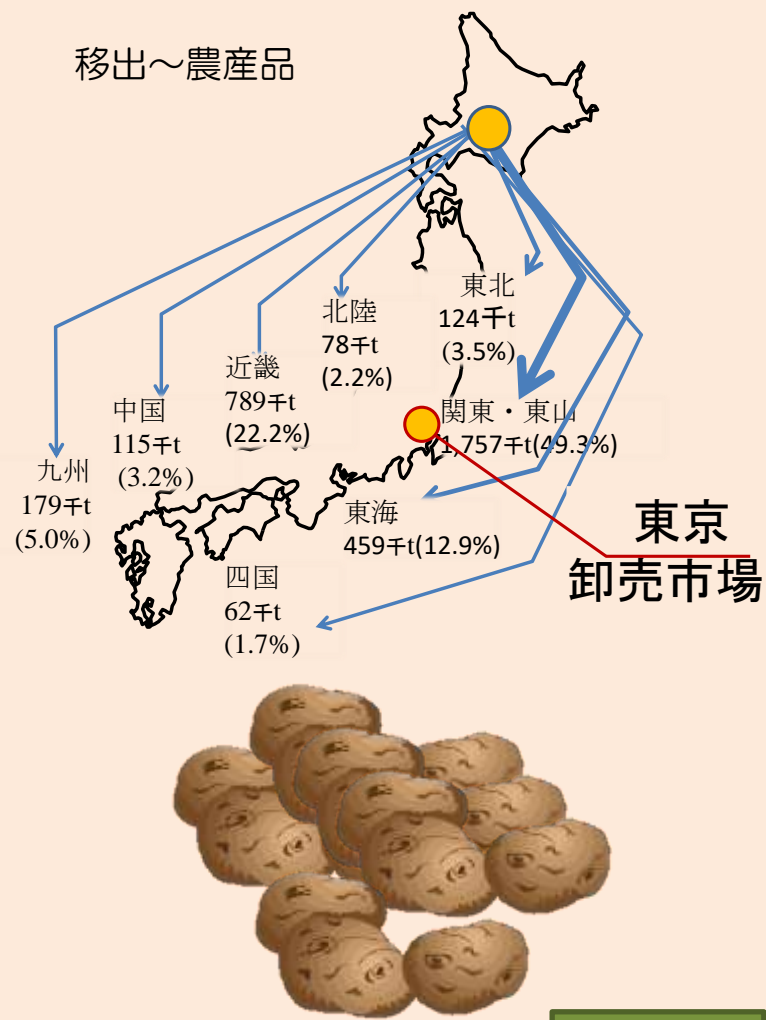 移出~農産品
東北
124千t
(3.5%)
北陸
78千t
(2.2%)
近畿
789千t
(22.2%)
中国
115千t
(3.2%)
関東・東山
1,757千t(49.3%)
九州
179千t
(5.0%)
東海
459千t(12.9%)
東京
卸売市場
四国
62千t
(1.7%)